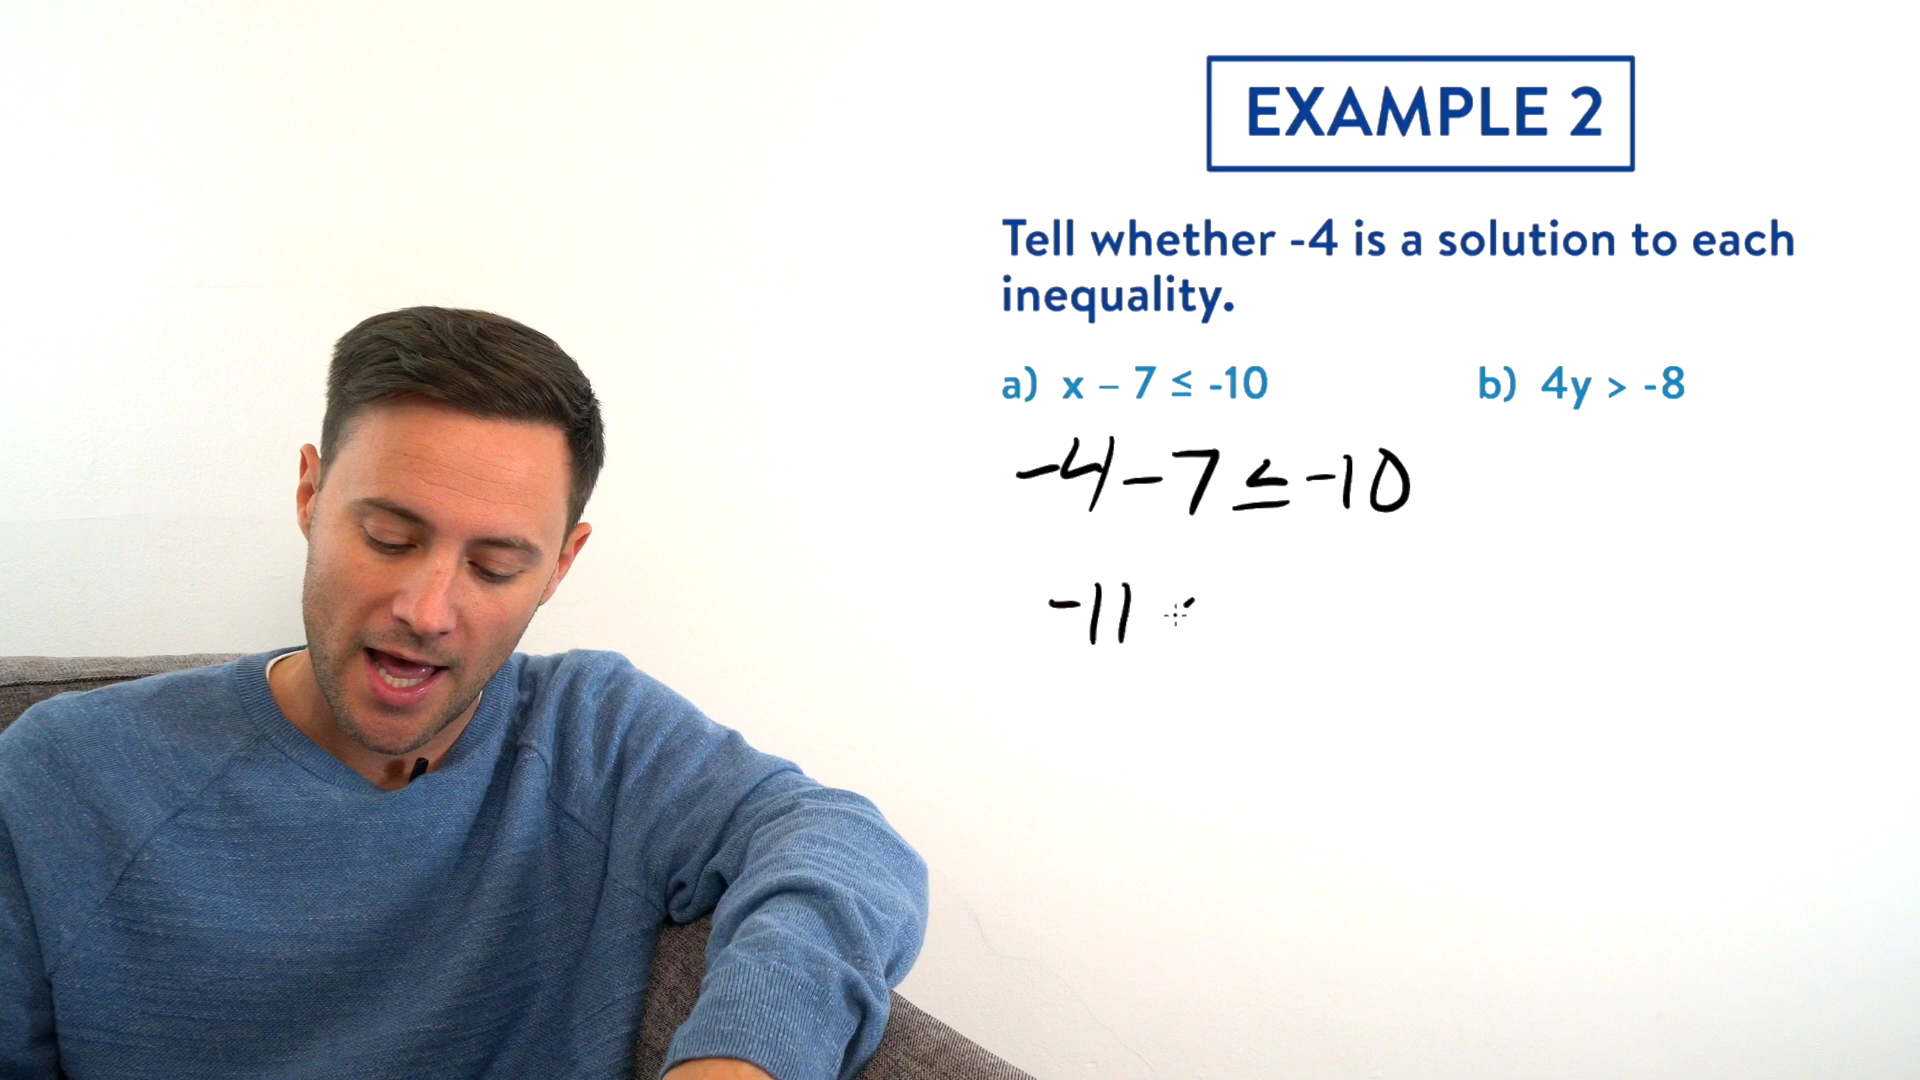 EXAMPLE 2
Tell whether -4 is a solution to each
inequality.
a) x – 7 ≤ -10 b) 4y > -8
-4 - 7 ≤ -10
-11